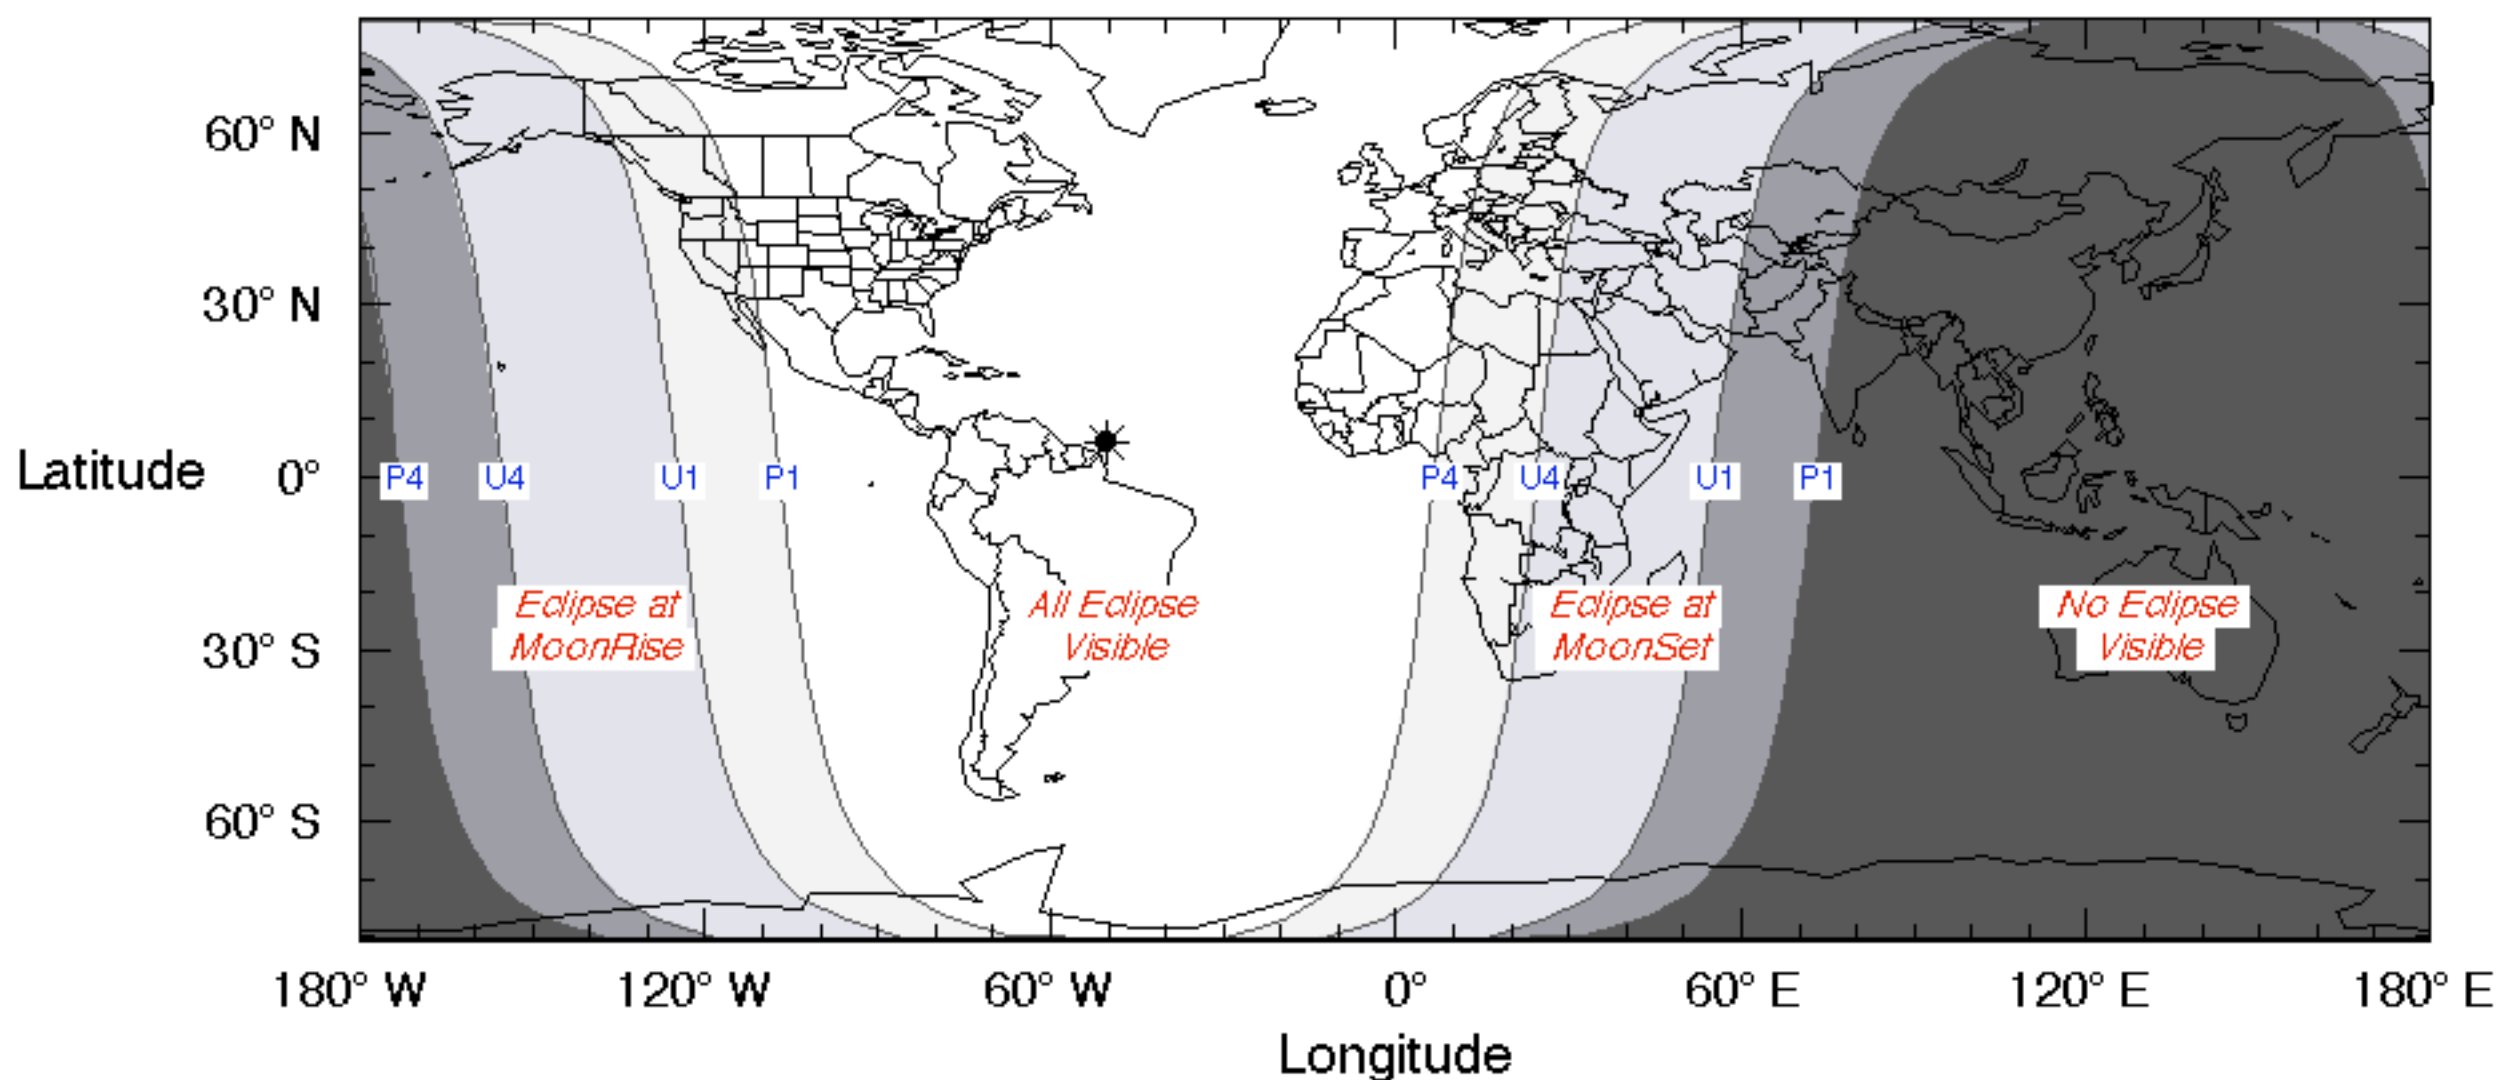 60° N
30° N
Latitude 0°
P4 U4 U1 P1 P4 U4 U1 P1
Eclipse at All Eclipse Eclipse at No Eclipse
MoonRise Visible MoonSet Visible
30° S
60° S
180° W 120° W 60° W 0° 60° E 120° E 180° E
Longitude